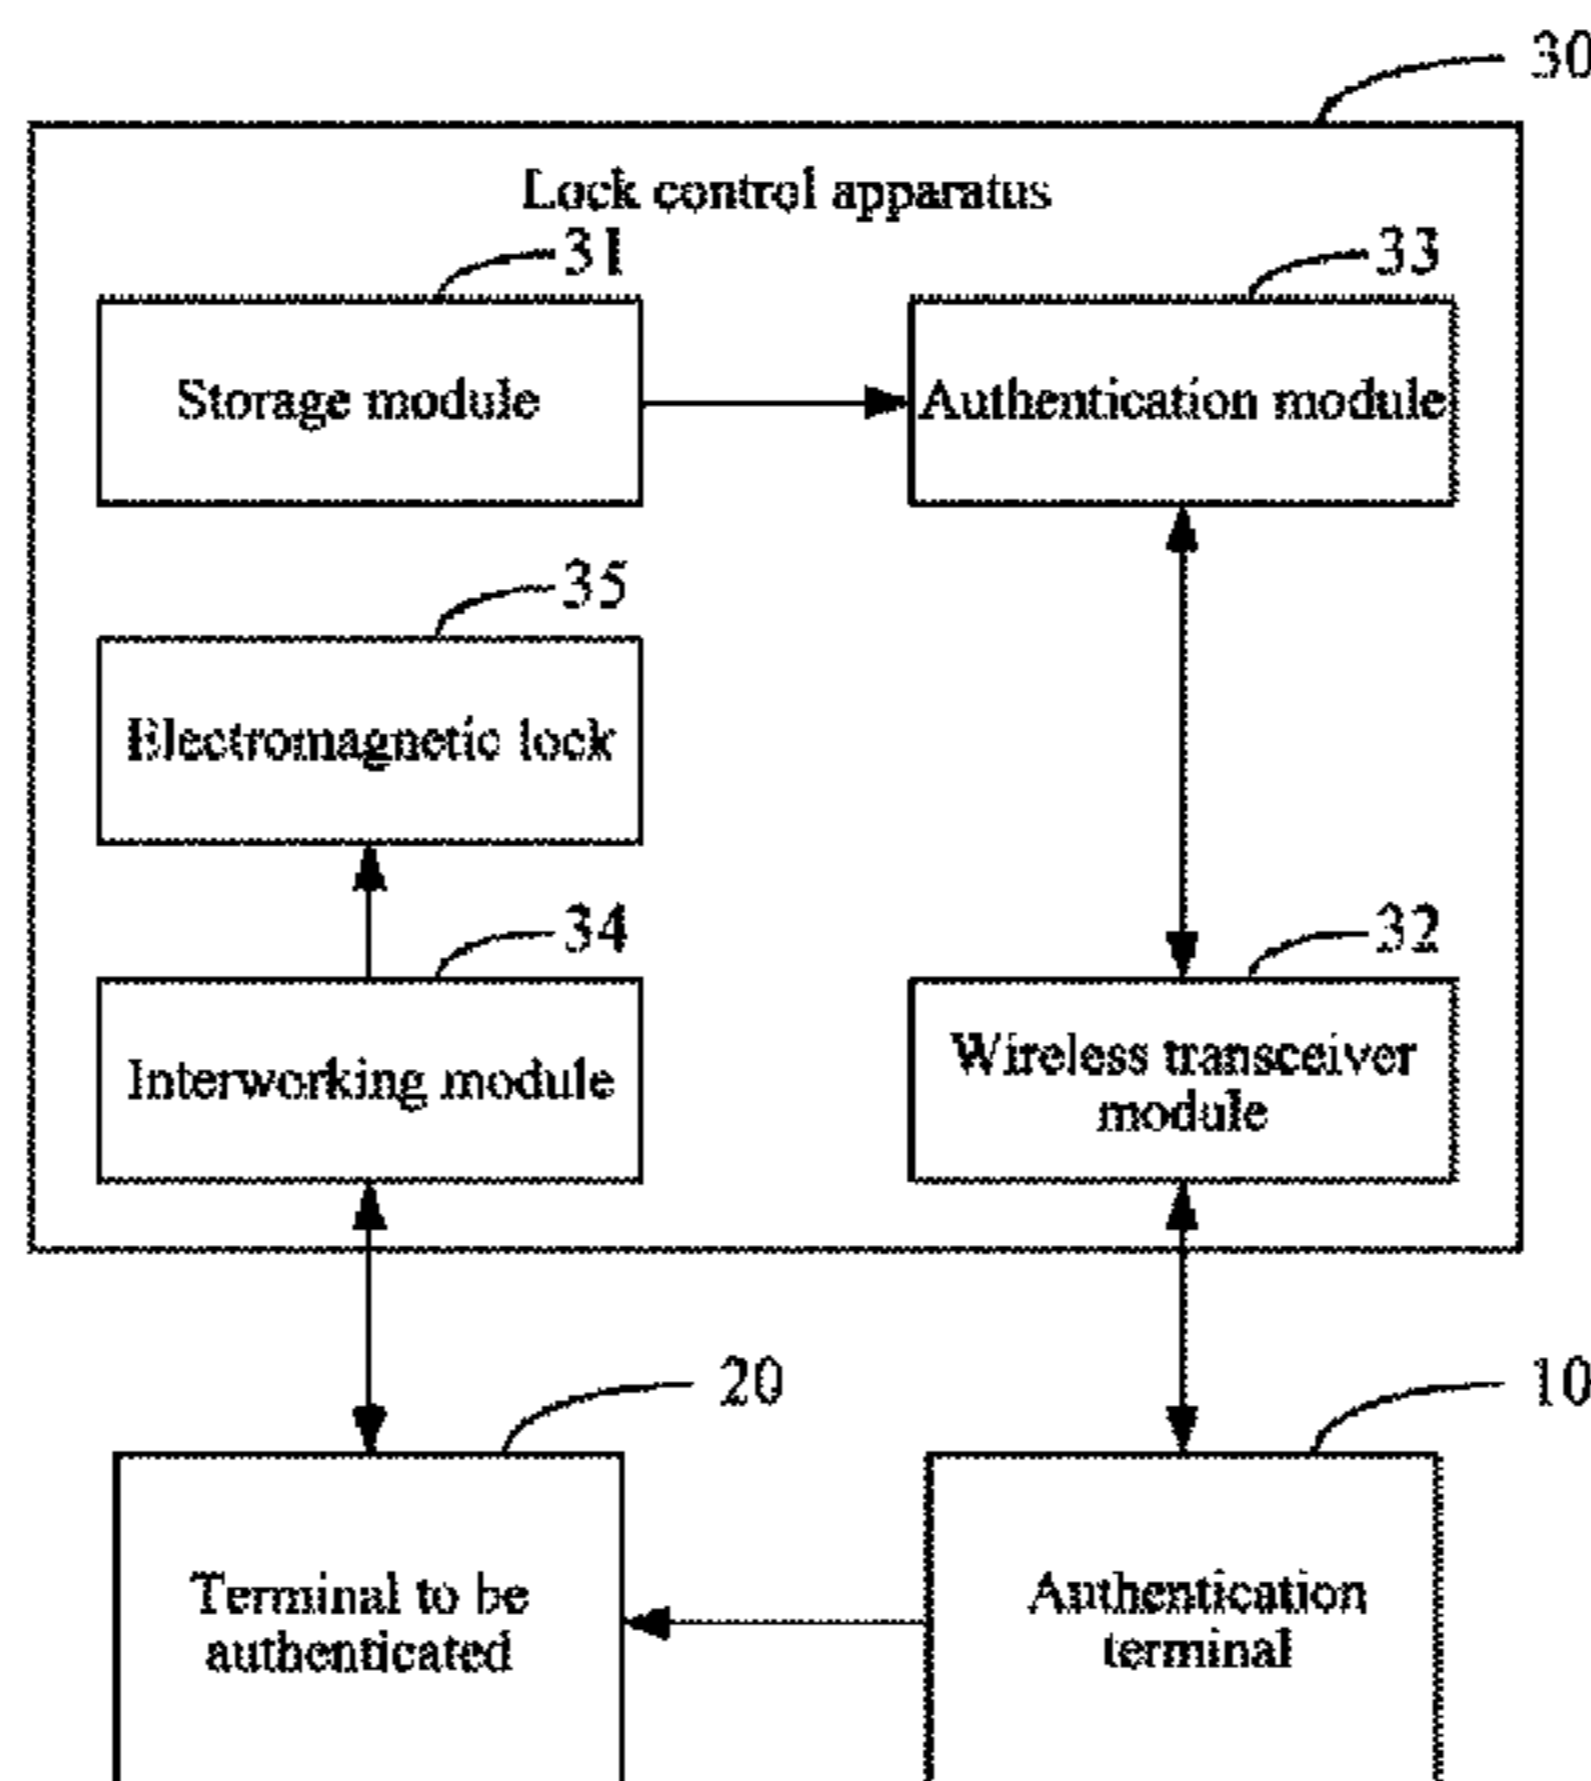 30
Lock control apparatus
31
33
Storage module
Authentication module
35
Electromagnetic lock
34
32
Interworking module
Wireless transceiver
module
20
10
Terminal to be
authenticated
Authentication
terminal